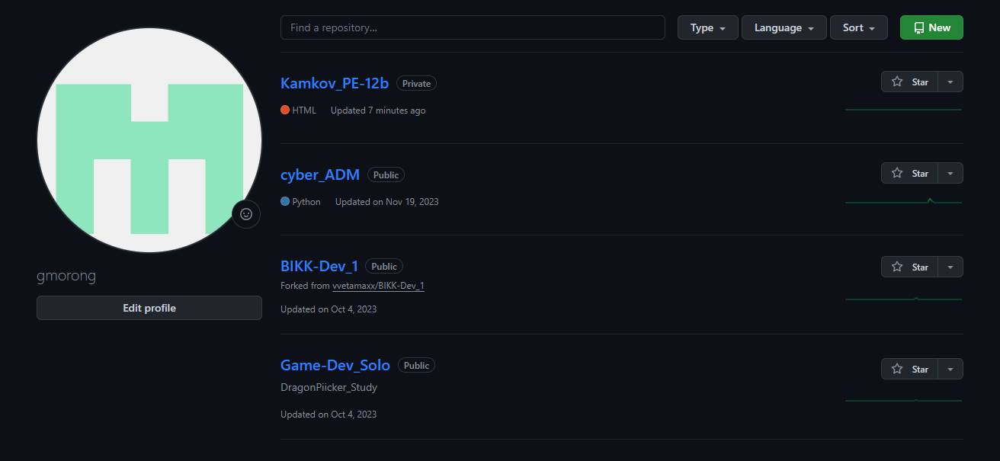 Find a repository...
Type
Language
Sort
New
Kamkov_PE-12b Private
Star
HTML Updated 7 minutes ago
cyber_ADM Public
Star
Python Updated on Nov 19, 2023
BIKK-Dev_1 Public
Star
Forked from vvetamaxx/BIKK-Dev_1
Updated on Oct 4, 2023
Game-Dev_Solo Public
Star
DragonPiicker_Study
Updated on Oct 4, 2023
gmorong
Edit profile